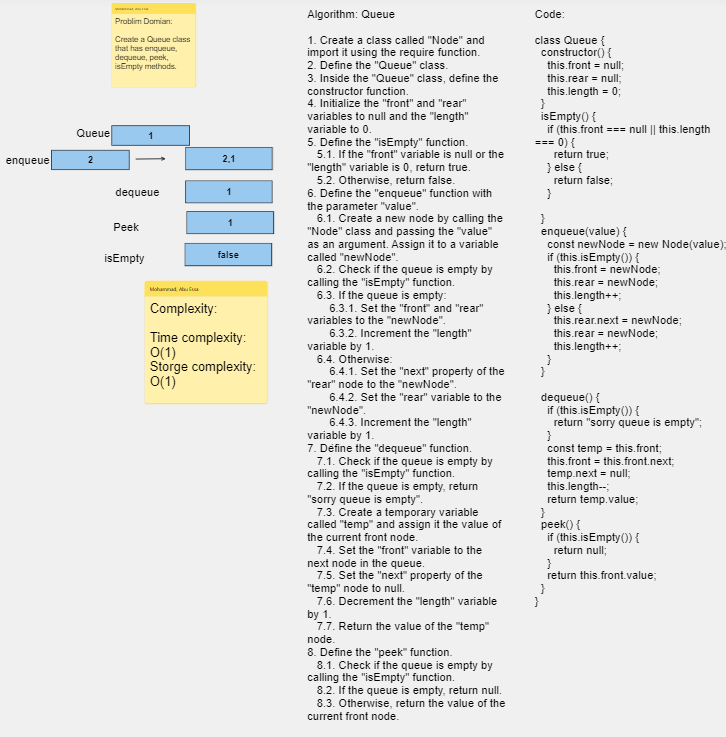 Problim Domian:
Create a Queue class
that has enqueue,
dequeue, peek,
isEmpty methods.
Queue
1
enqueue
2
2,1
dequeue
1
Peek
1
isEmpty
false
Mohammad, Abu Eisa
Complexity:
Time complexity:
O(1)
Storge complexity:
O(1)
Algorithm: Queue
1. Create a class called "Node" and
import it using the require function.
2. Define the "Queue" class.
3. Inside the "Queue" class, define the
constructor function.
4. Initialize the "front" and "rear"
variables to null and the "length"
variable to 0.
5. Define the "isEmpty" function.
5.1. If the "front" variable is null or the
"length" variable is 0, return true.
5.2. Otherwise, return false.
6. Define the "enqueue" function with
the parameter "value".
6.1. Create a new node by calling the
"Node" class and passing the "value"
as an argument. Assign it to a variable
called "newNode".
6.2. Check if the queue is empty by
calling the "isEmpty" function.
6.3. If the queue is empty:
6.3.1. Set the "front" and "rear"
variables to the "newNode".
6.3.2. Increment the "length"
variable by 1.
6.4. Otherwise:
6.4.1. Set the "next" property of the
"rear" node to the "newNode".
6.4.2. Set the "rear" variable to the
"newNode".
6.4.3. Increment the "length"
variable by 1.
7. Define the "dequeue" function.
7.1. Check if the queue is empty by
calling the "isEmpty" function.
7.2. If the queue is empty, return
"sorry queue is empty".
7.3. Create a temporary variable
called "temp" and assign it the value of
the current front node.
7.4. Set the "front" variable to the
next node in the queue.
7.5. Set the "next" property of the
"temp" node to null.
7.6. Decrement the "length" variable
by 1.
7.7. Return the value of the "temp"
node.
8. Define the "peek" function.
8.1. Check if the queue is empty by
calling the "isEmpty" function.
8.2. If the queue is empty, return null.
8.3. Otherwise, return the value of the
current front node.
Code:
class Queue {
constructor() {
this.front = null;
this.rear = null;
this.length = 0;
}
isEmpty() {
if (this.front === null || this.length
=== 0) {
return true;
} else {
return false;
}
}
enqueue(value) {
const newNode = new Node(value);
if (this.isEmpty()) {
this.front = newNode;
this.rear = newNode;
this.length++;
} else {
this.rear.next = newNode;
this.rear = newNode;
this.length++;
}
}
dequeue() {
if (this.isEmpty()) {
return "sorry queue is empty";
}
const temp = this.front;
this.front = this.front.next;
temp.next = null;
this.length--;
return temp.value;
}
peek() {
if (this.isEmpty()) {
return null;
}
return this.front.value;
}
}